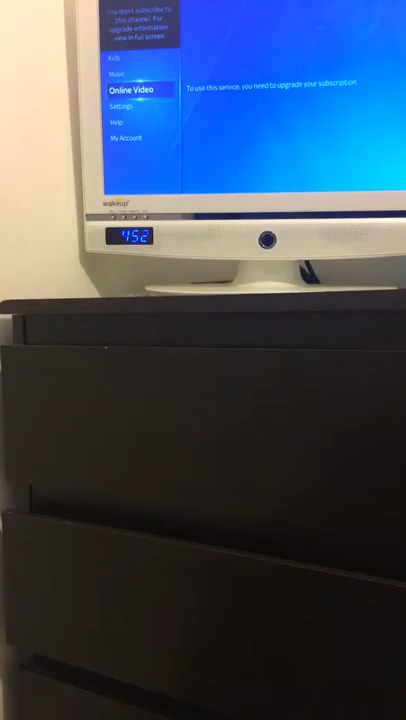 You don't subscribe to
this channel. For
upgrade information
view in full screen
Kids
Music
Online Video
To use this service, you need to upgrade your subscription.
Settings
Help
My Account
wakeup
452